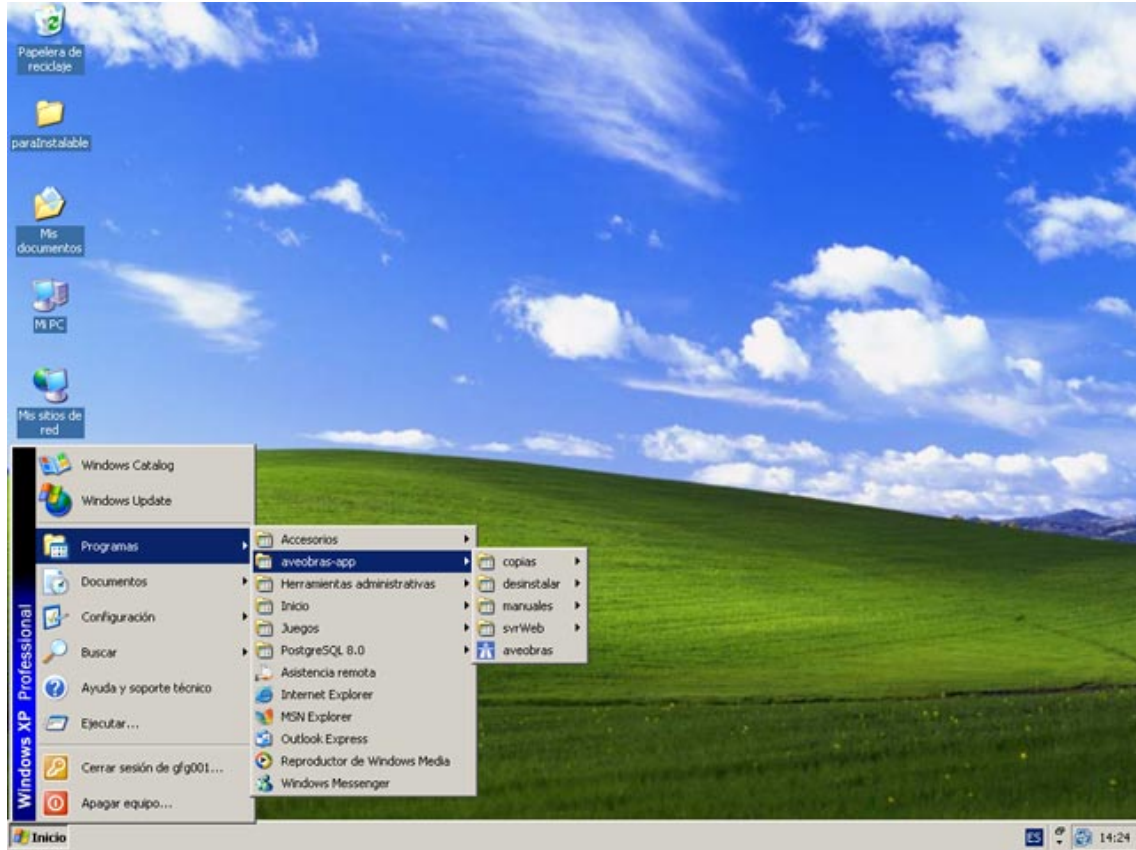 Papelera de
reciclaje
paraInstalable
Mis
documentos
Mi PC
Mis sitios de
red
Windows XP Professional
Windows Catalog
Windows Update
Programas
Documentos
Configuración
Buscar
Ayuda y soporte técnico
Ejecutar...
Cerrar sesión de gfg001...
Apagar equipo...
Accesorios
aveobras-app
Herramientas administrativas
Inicio
Juegos
PostgreSQL 8.0
Asistencia remota
Internet Explorer
MSN Explorer
Outlook Express
Reproductor de Windows Media
Windows Messenger
copias
desinstalar
manuales
svrWeb
aveobras
Inicio
ES
14:24